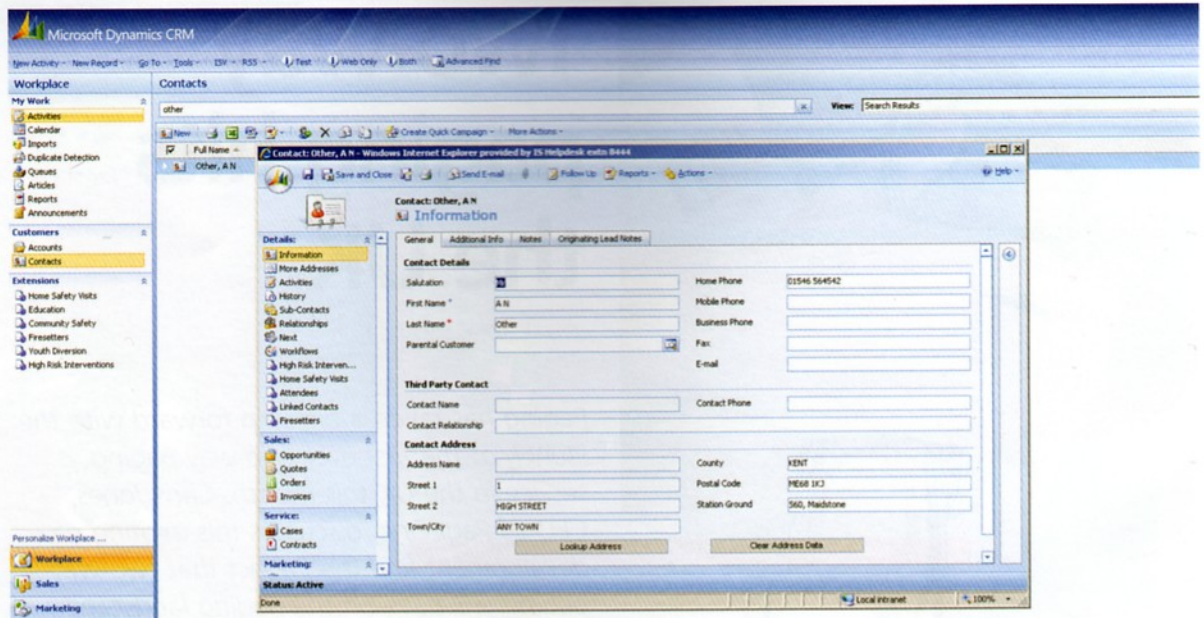 Microsoft Dynamics CRM
New Activity New Record Go To Tools ISV RSS Test Web Only Both Advanced Find
Workplace
My Work
Activities
Calendar
Imports
Duplicate Detection
Queues
Articles
Reports
Announcements
Customers
Accounts
Contacts
Extensions
Home Safety Visits
Education
Community Safety
Firesetters
Youth Diversion
High Risk Interventions
Personalize Workplace ...
Workplace
Sales
Marketing
Contacts
other View: Search Results
New Create Quick Campaign More Actions
Full Name
Other, A N
Contact: Other, A N - Windows Internet Explorer provided by IS Helpdesk extn 8444
Save and Close Send E-mail Follow Up Reports Actions Help
Contact: Other, A N
Information
Details:
Information
More Addresses
Activities
History
Sub-Contacts
Relationships
Next
Workflows
High Risk Interven...
Home Safety Visits
Attendees
Linked Contacts
Firesetters
Sales:
Opportunities
Quotes
Orders
Invoices
Service:
Cases
Contracts
Marketing:
General Additional Info Notes Originating Lead Notes
Contact Details
Salutation Home Phone 01546 564542
First Name * A N Mobile Phone
Last Name * Other Business Phone
Parental Customer Fax
E-mail
Third Party Contact
Contact Name Contact Phone
Contact Relationship
Contact Address
Address Name County KENT
Street 1 1 Postal Code ME68 1KJ
Street 2 HIGH STREET Station Ground S60, Maidstone
Town/City ANY TOWN
Lookup Address Clear Address Data
Status: Active
Done Local intranet 100%